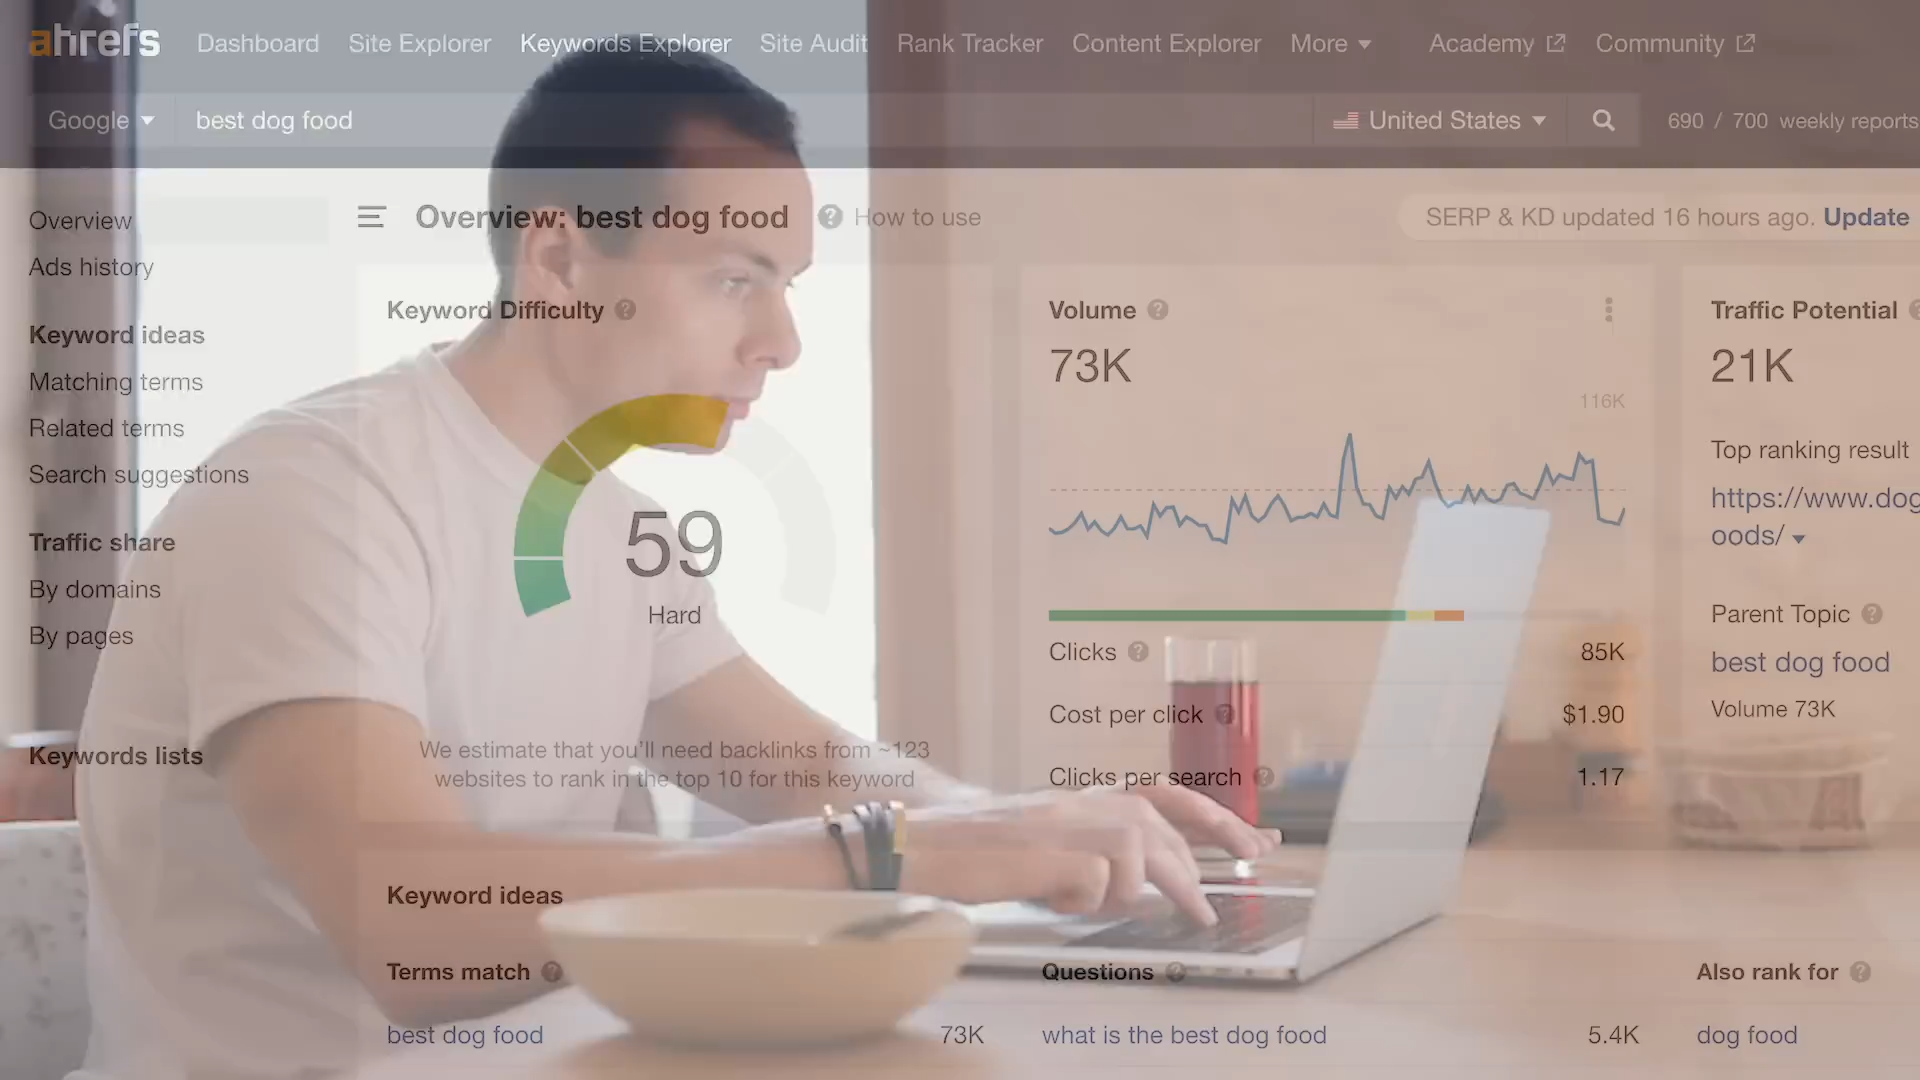 ahrefs Dashboard Site Explorer Keywords Explorer Site Audit Rank Tracker Content Explorer More Academy Community
Google best dog food United States 690 / 700 weekly reports
Overview
Ads history
Keyword ideas
Matching terms
Related terms
Search suggestions
Traffic share
By domains
By pages
Keywords lists
Overview: best dog food ? How to use
SERP & KD updated 16 hours ago. Update
Keyword Difficulty ?
59
Hard
We estimate that you'll need backlinks from ~123
websites to rank in the top 10 for this keyword
Volume ?
73K
116K
Clicks ? 85K
Cost per click ? $1.90
Clicks per search ? 1.17
Traffic Potential ?
21K
Top ranking result
https://www.dog
oods/
Parent Topic ?
best dog food
Volume 73K
Keyword ideas
Terms match ?
best dog food 73K
Questions ?
what is the best dog food 5.4K
Also rank for ?
dog food